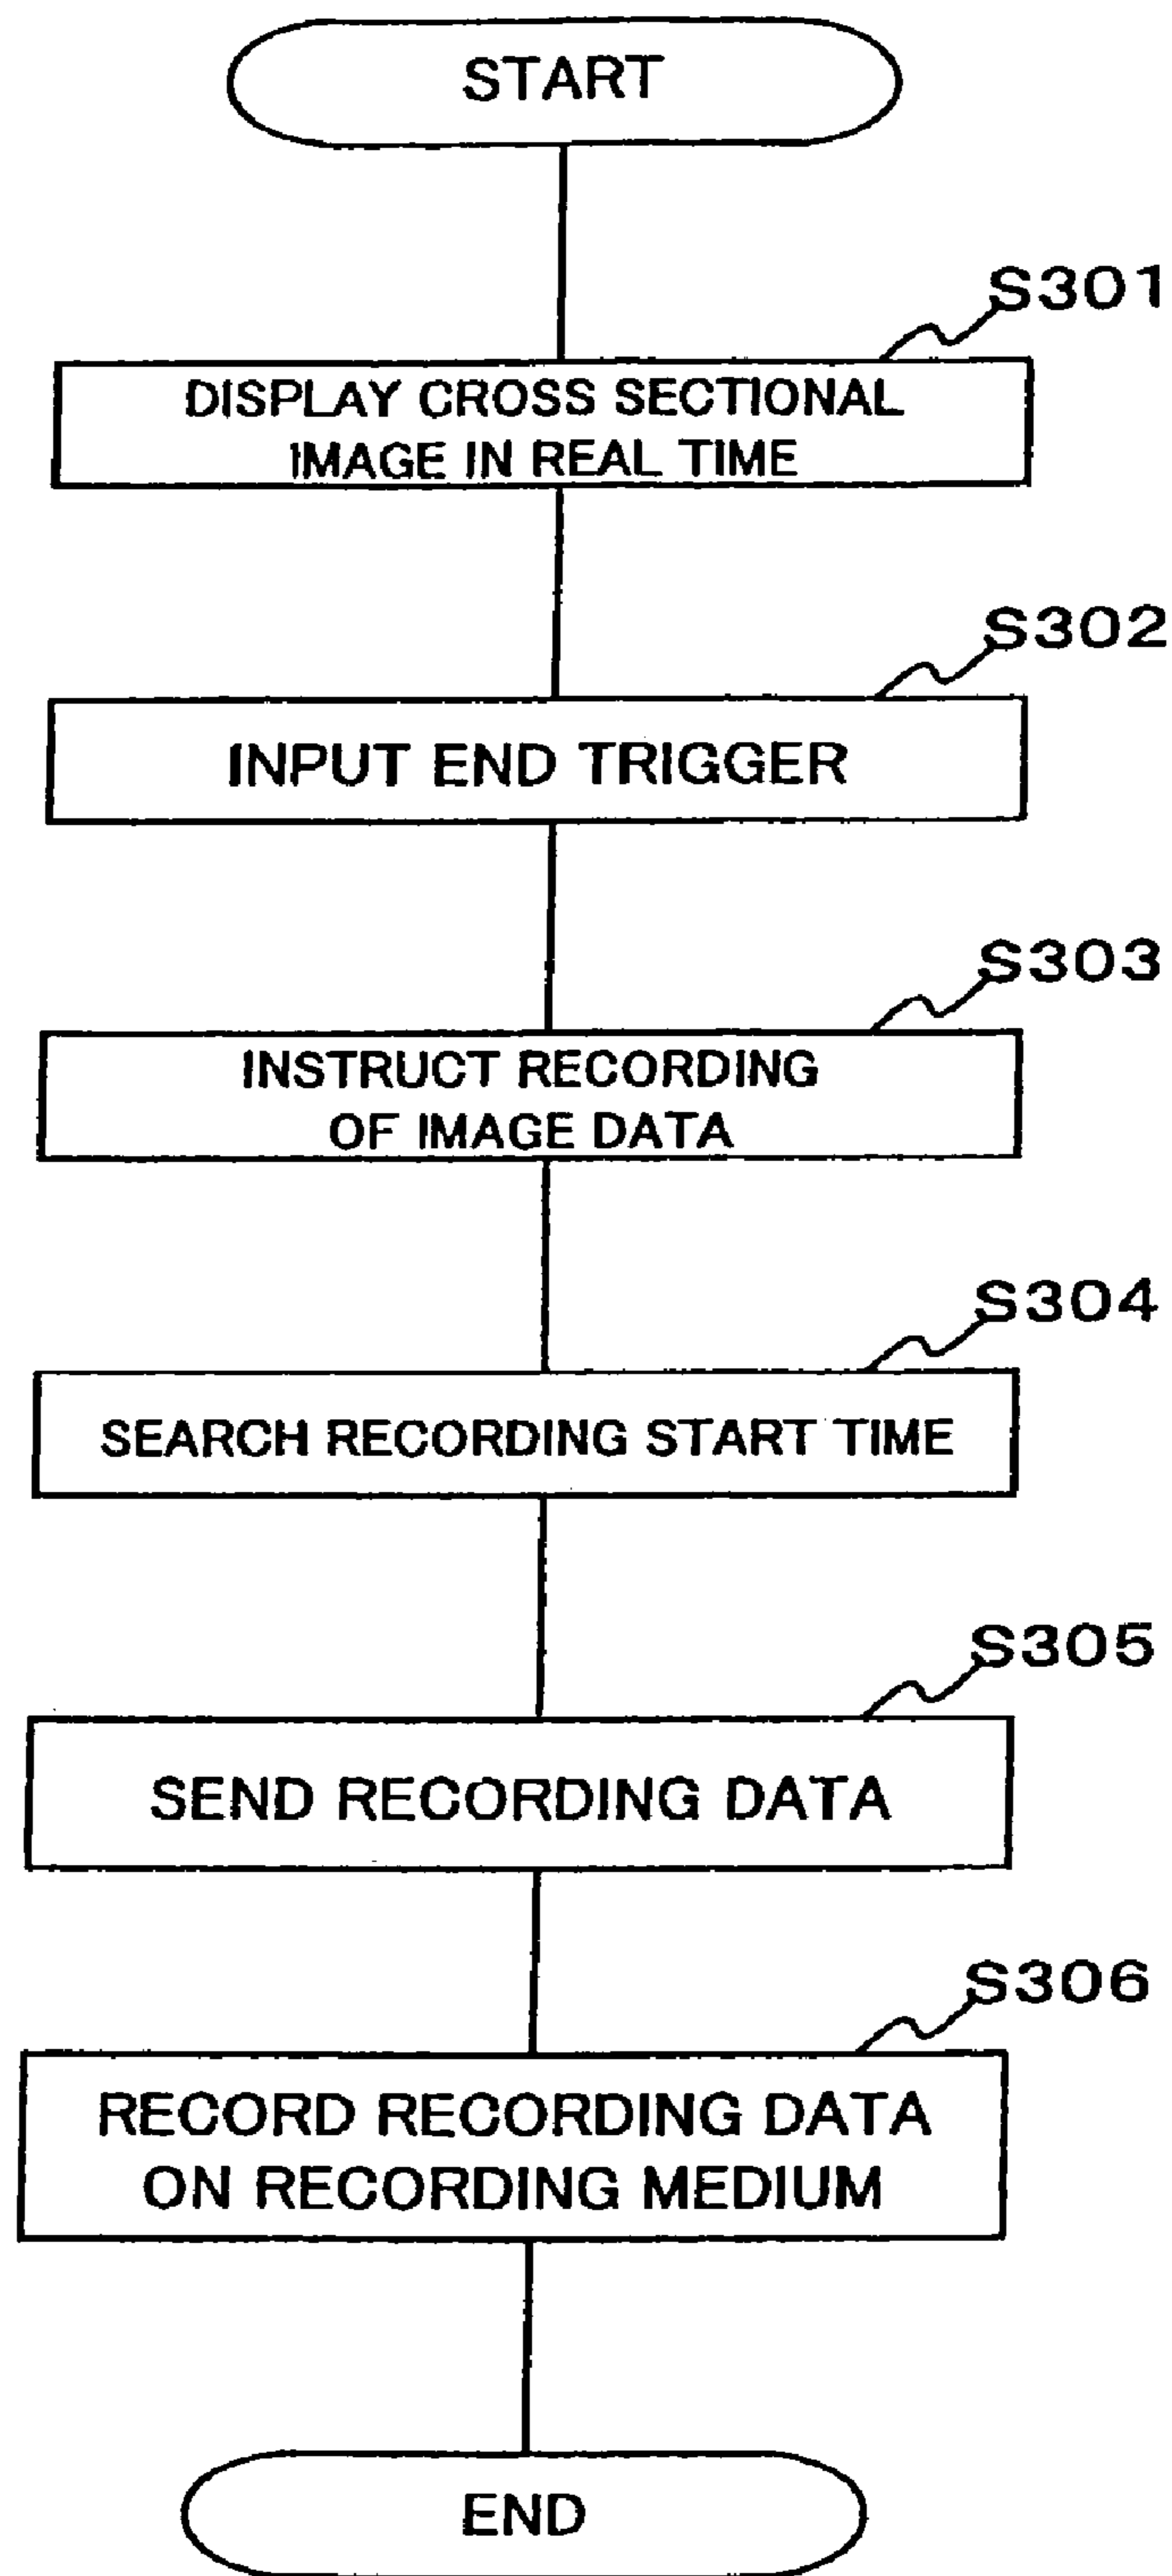 START
S301
DISPLAY CROSS SECTIONAL
IMAGE IN REAL TIME
S302
INPUT END TRIGGER
S303
INSTRUCT RECORDING
OF IMAGE DATA
S304
SEARCH RECORDING START TIME
S305
SEND RECORDING DATA
S306
RECORD RECORDING DATA
ON RECORDING MEDIUM
END